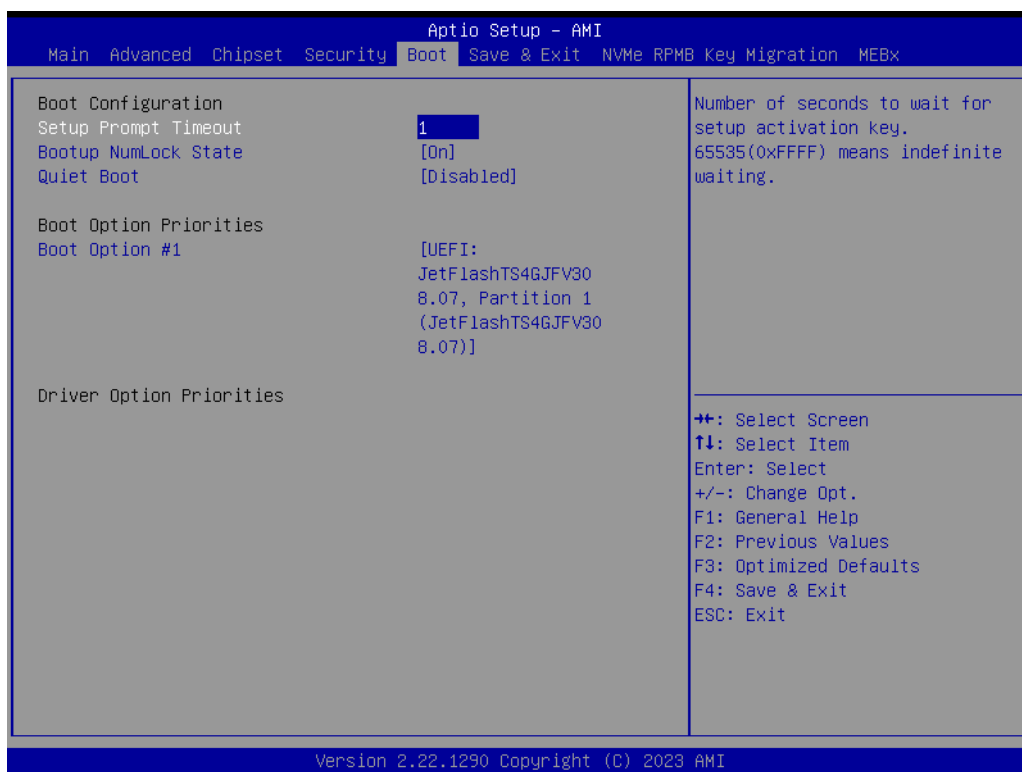 Aptio Setup – AMI
Main Advanced Chipset Security Boot Save & Exit NVMe RPMB Key Migration MEBx
Boot Configuration
Setup Prompt Timeout 1
Bootup NumLock State [On]
Quiet Boot [Disabled]
Boot Option Priorities
Boot Option #1 [UEFI:
JetFlashTS4GJFV30
8.07, Partition 1
(JetFlashTS4GJFV30
8.07)]
Driver Option Priorities
Number of seconds to wait for
setup activation key.
65535(0xFFFF) means indefinite
waiting.
→←: Select Screen
↑↓: Select Item
Enter: Select
+/-: Change Opt.
F1: General Help
F2: Previous Values
F3: Optimized Defaults
F4: Save & Exit
ESC: Exit
Version 2.22.1290 Copyright (C) 2023 AMI